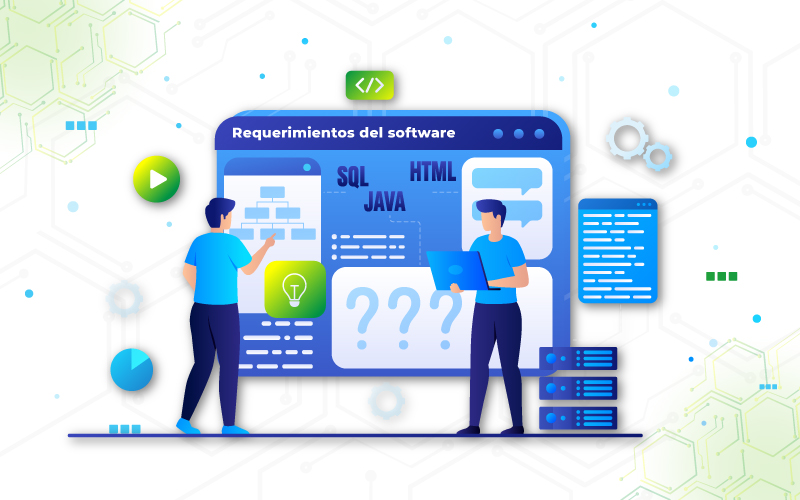 </>
Requerimientos del software
SQL
HTML
JAVA
???